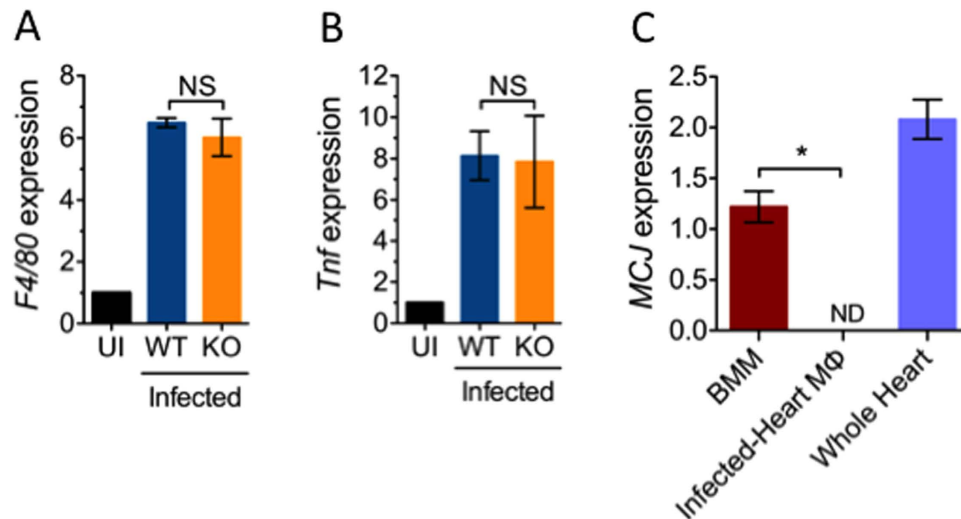 A
F4/80 expression
8
6
4
2
0
NS
UI WT KO
Infected
B
Tnf expression
12
10
8
6
4
2
0
NS
UI WT KO
Infected
C
MCJ expression
2.5
2.0
1.5
1.0
0.5
0.0
*
ND
BMM
Infected-Heart MΦ
Whole Heart